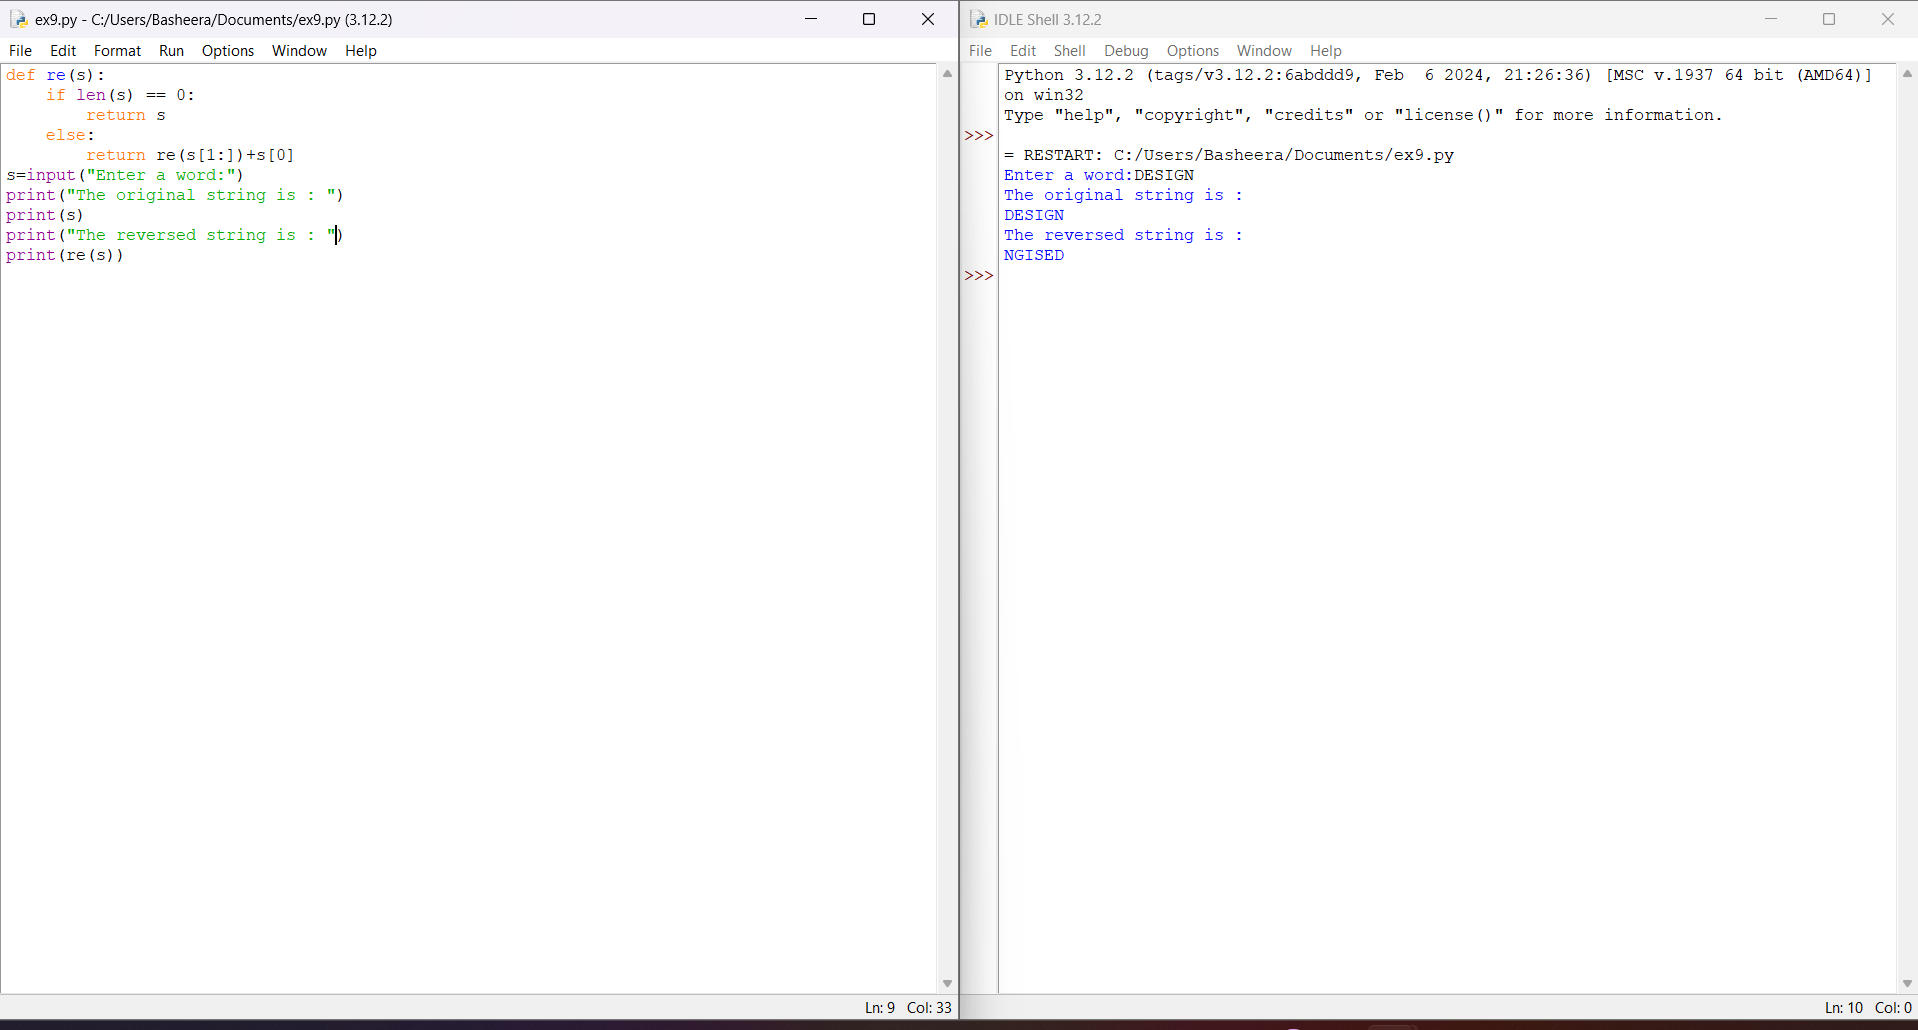 ex9.py - C:/Users/Basheera/Documents/ex9.py (3.12.2)
File Edit Format Run Options Window Help
def re(s):
    if len(s) == 0:
        return s
    else:
        return re(s[1:])+s[0]
s=input("Enter a word:")
print("The original string is : ")
print(s)
print("The reversed string is : ")
print(re(s))
Ln: 9 Col: 33
IDLE Shell 3.12.2
File Edit Shell Debug Options Window Help
Python 3.12.2 (tags/v3.12.2:6abddd9, Feb  6 2024, 21:26:36) [MSC v.1937 64 bit (AMD64)]
on win32
Type "help", "copyright", "credits" or "license()" for more information.
>>>
= RESTART: C:/Users/Basheera/Documents/ex9.py
Enter a word:DESIGN
The original string is :
DESIGN
The reversed string is :
NGISED
>>>
Ln: 10 Col: 0